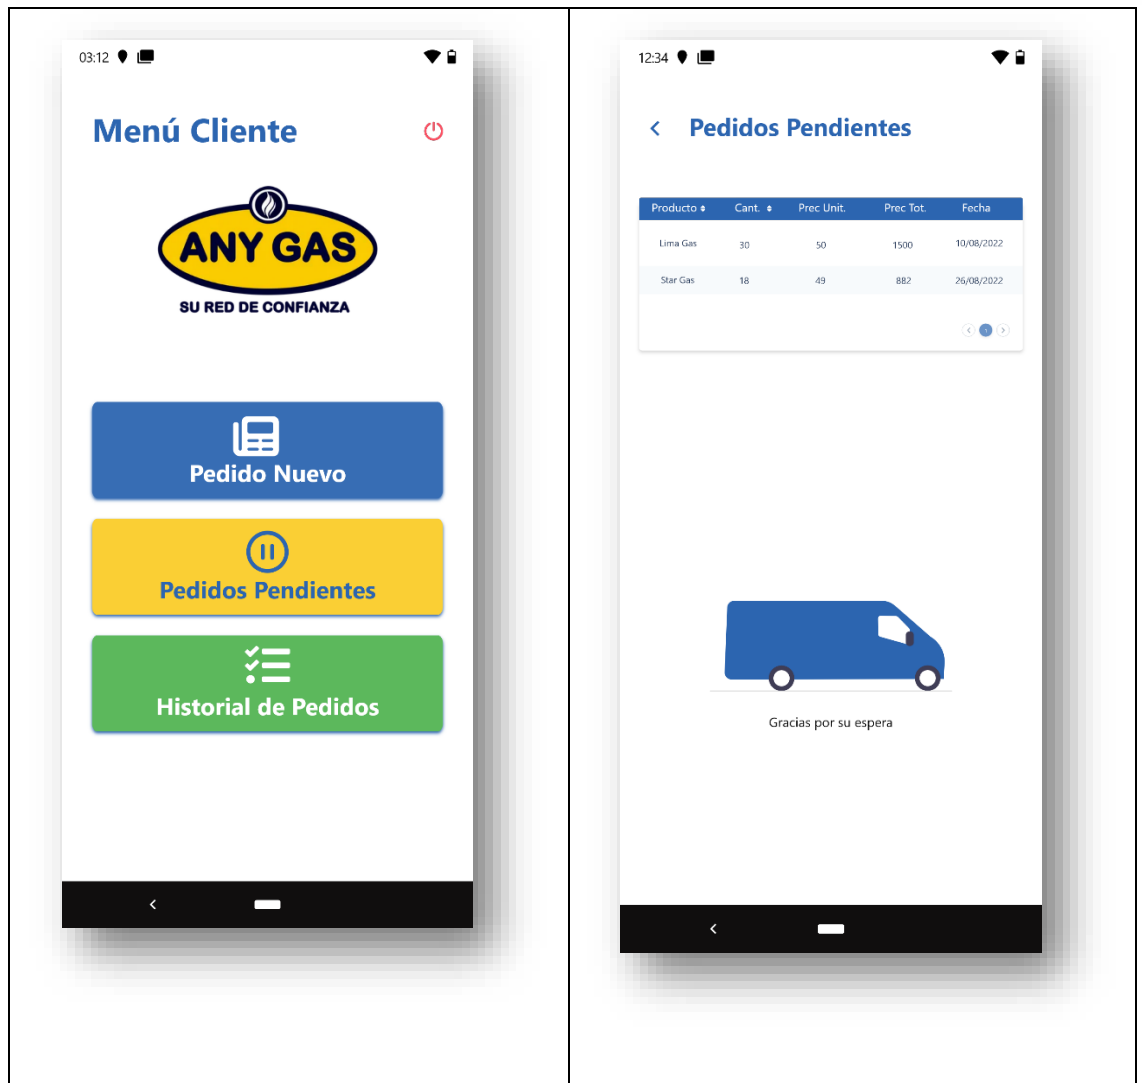 03:12
Menú Cliente
ANY GAS
SU RED DE CONFIANZA
Pedido Nuevo
Pedidos Pendientes
Historial de Pedidos
12:34
Pedidos Pendientes
Producto Cant. Prec Unit. Prec Tot. Fecha
Lima Gas 30 50 1500 10/08/2022
Star Gas 18 49 882 26/08/2022
Gracias por su espera